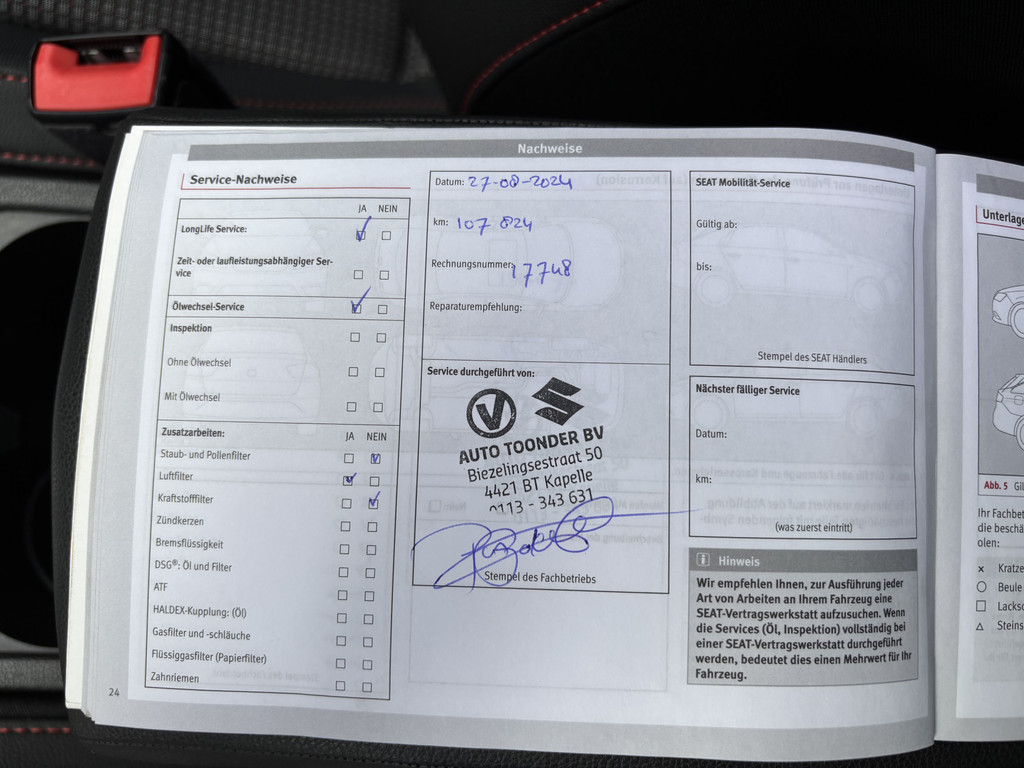 Nachweise
Service-Nachweise
JA NEIN
LongLife Service:
Zeit- oder laufleistungsabhängiger Ser-
vice
Ölwechsel-Service
Inspektion
Ohne Ölwechsel
Mit Ölwechsel
Zusatzarbeiten: JA NEIN
Staub- und Pollenfilter
Luftfilter
Kraftstofffilter
Zündkerzen
Bremsflüssigkeit
DSG®: Öl und Filter
ATF
HALDEX-Kupplung: (Öl)
Gasfilter und -schläuche
Flüssiggasfilter (Papierfilter)
Zahnriemen
24
Datum: 27-08-2024
km: 107 824
Rechnungsnummer: 17748
Reparaturempfehlung:
Service durchgeführt von:
AUTO TOONDER BV
Biezelingsestraat 50
4421 BT Kapelle
0113 - 343 631
Stempel des Fachbetriebs
SEAT Mobilität-Service
Gültig ab:
bis:
Stempel des SEAT Händlers
Nächster fälliger Service
Datum:
km:
(was zuerst eintritt)
i Hinweis
Wir empfehlen Ihnen, zur Ausführung jeder
Art von Arbeiten an Ihrem Fahrzeug eine
SEAT-Vertragswerkstatt aufzusuchen. Wenn
die Services (Öl, Inspektion) vollständig bei
einer SEAT-Vertragswerkstatt durchgeführt
werden, bedeutet dies einen Mehrwert für Ihr
Fahrzeug.
Unterlage
Abb. 5 Gil
Ihr Fachbet
die beschä
olen:
x Kratze
Beule
Lacksc
Steins